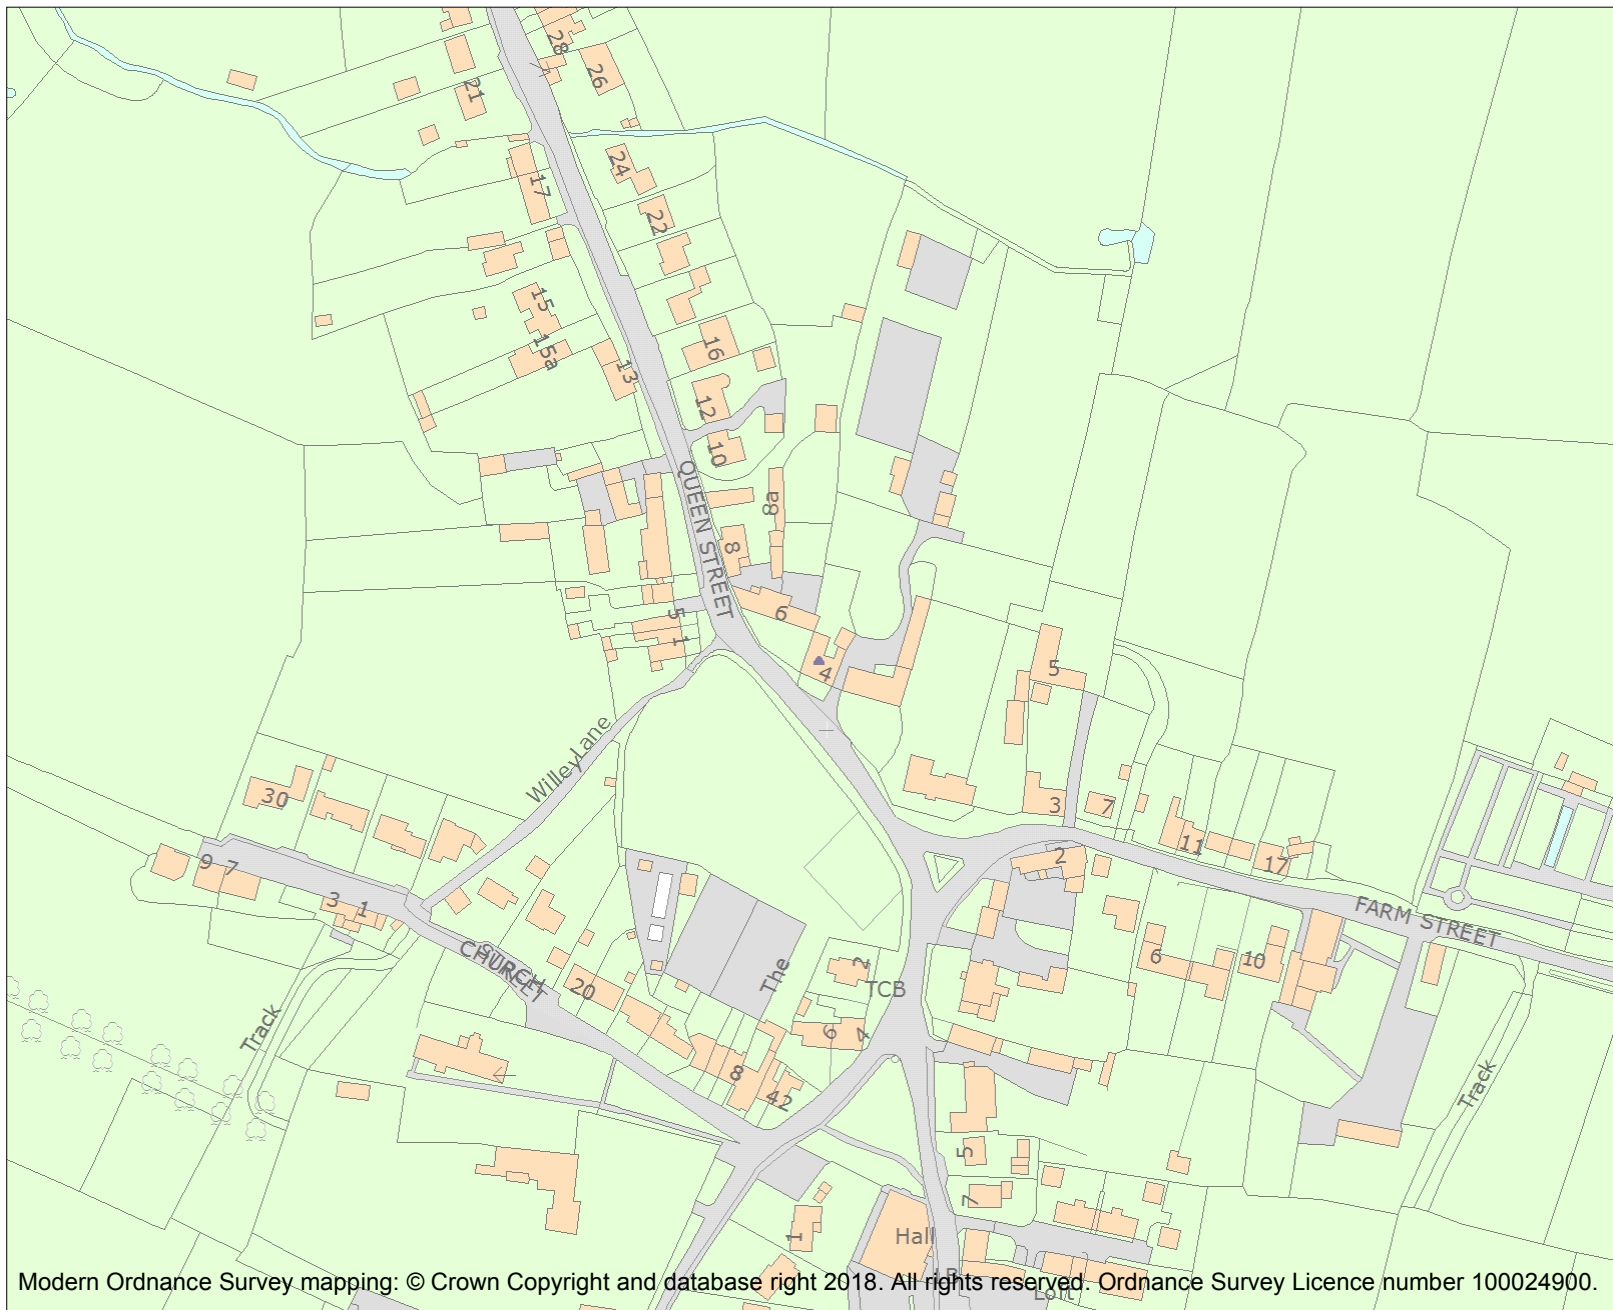 28
26
21
24
17
22
15
15a
16
13
12
10
QUEEN STREET
8a
8
6
5
1
4
5
Willey Lane
30
3
7
2
11
17
9
7
3
1
FARM STREET
CHURCH
STREET
20
The
2
TCB
6
10
6
4
Track
8
42
Track
5
7
1
Hall
LB
Loft
Modern Ordnance Survey mapping: © Crown Copyright and database right 2018. All rights reserved. Ordnance Survey Licence number 100024900.